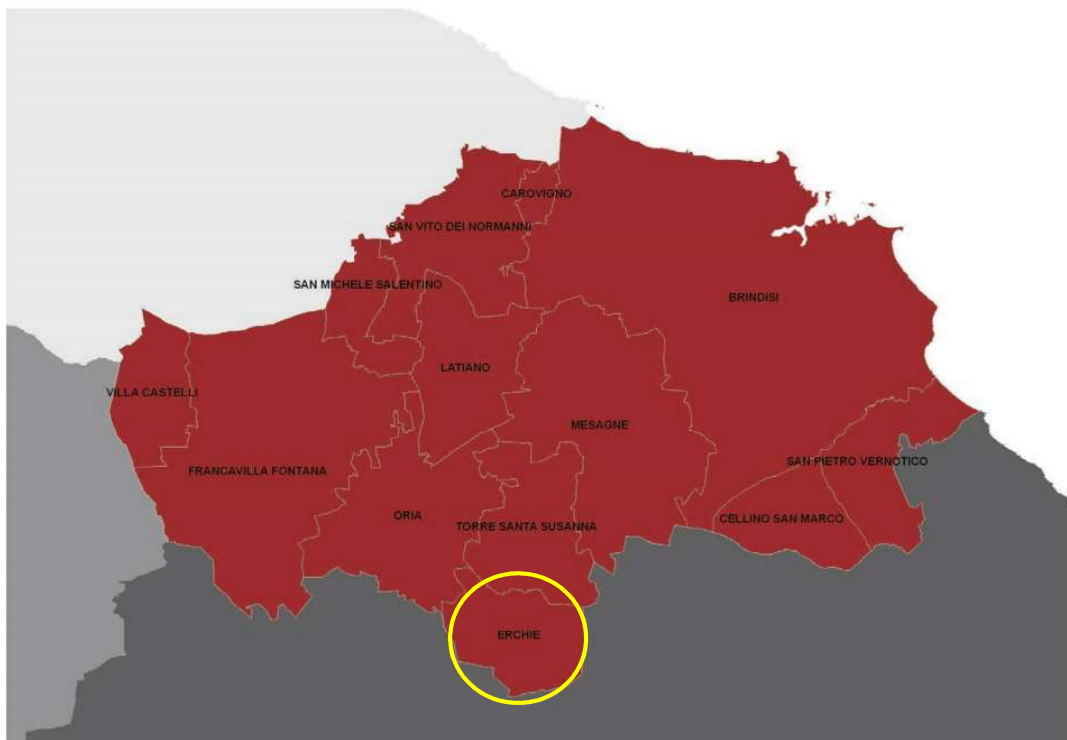 CAROVIGNO
SAN VITO DEI NORMANNI
SAN MICHELE SALENTINO
BRINDISI
LATIANO
VILLA CASTELLI
MESAGNE
SAN PIETRO VERNOTICO
FRANCAVILLA FONTANA
ORIA
CELLINO SAN MARCO
TORRE SANTA SUSANNA
ERCHIE